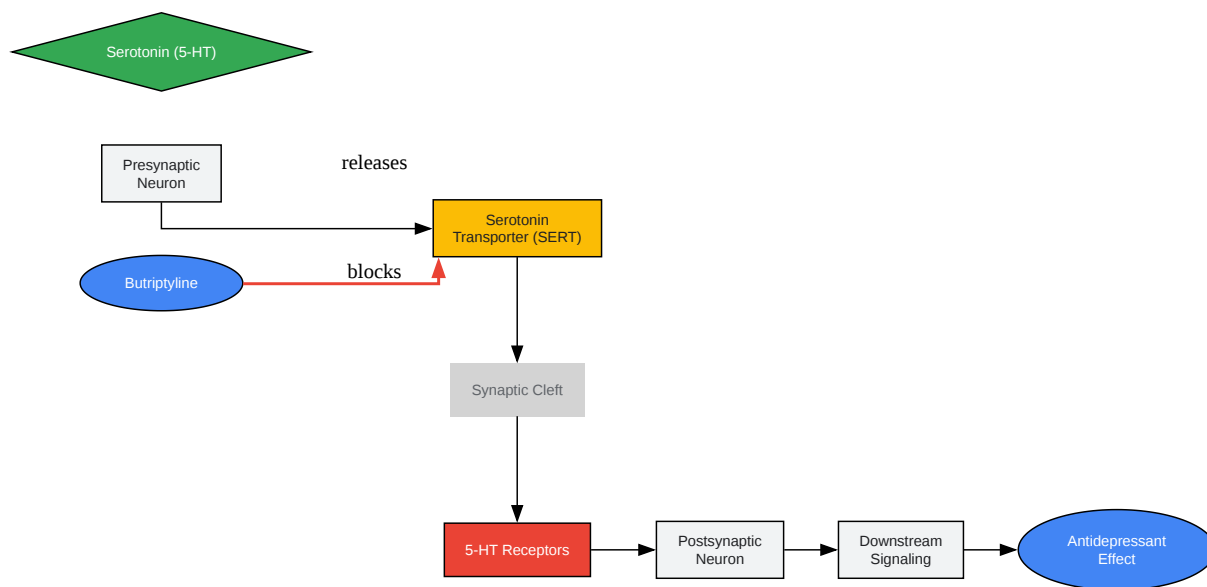 Serotonin (5-HT)
Presynaptic
Neuron
releases
Serotonin
Transporter (SERT)
Butriptyline
blocks
Synaptic Cleft
5-HT Receptors
Postsynaptic
Neuron
Downstream
Signaling
Antidepressant
Effect